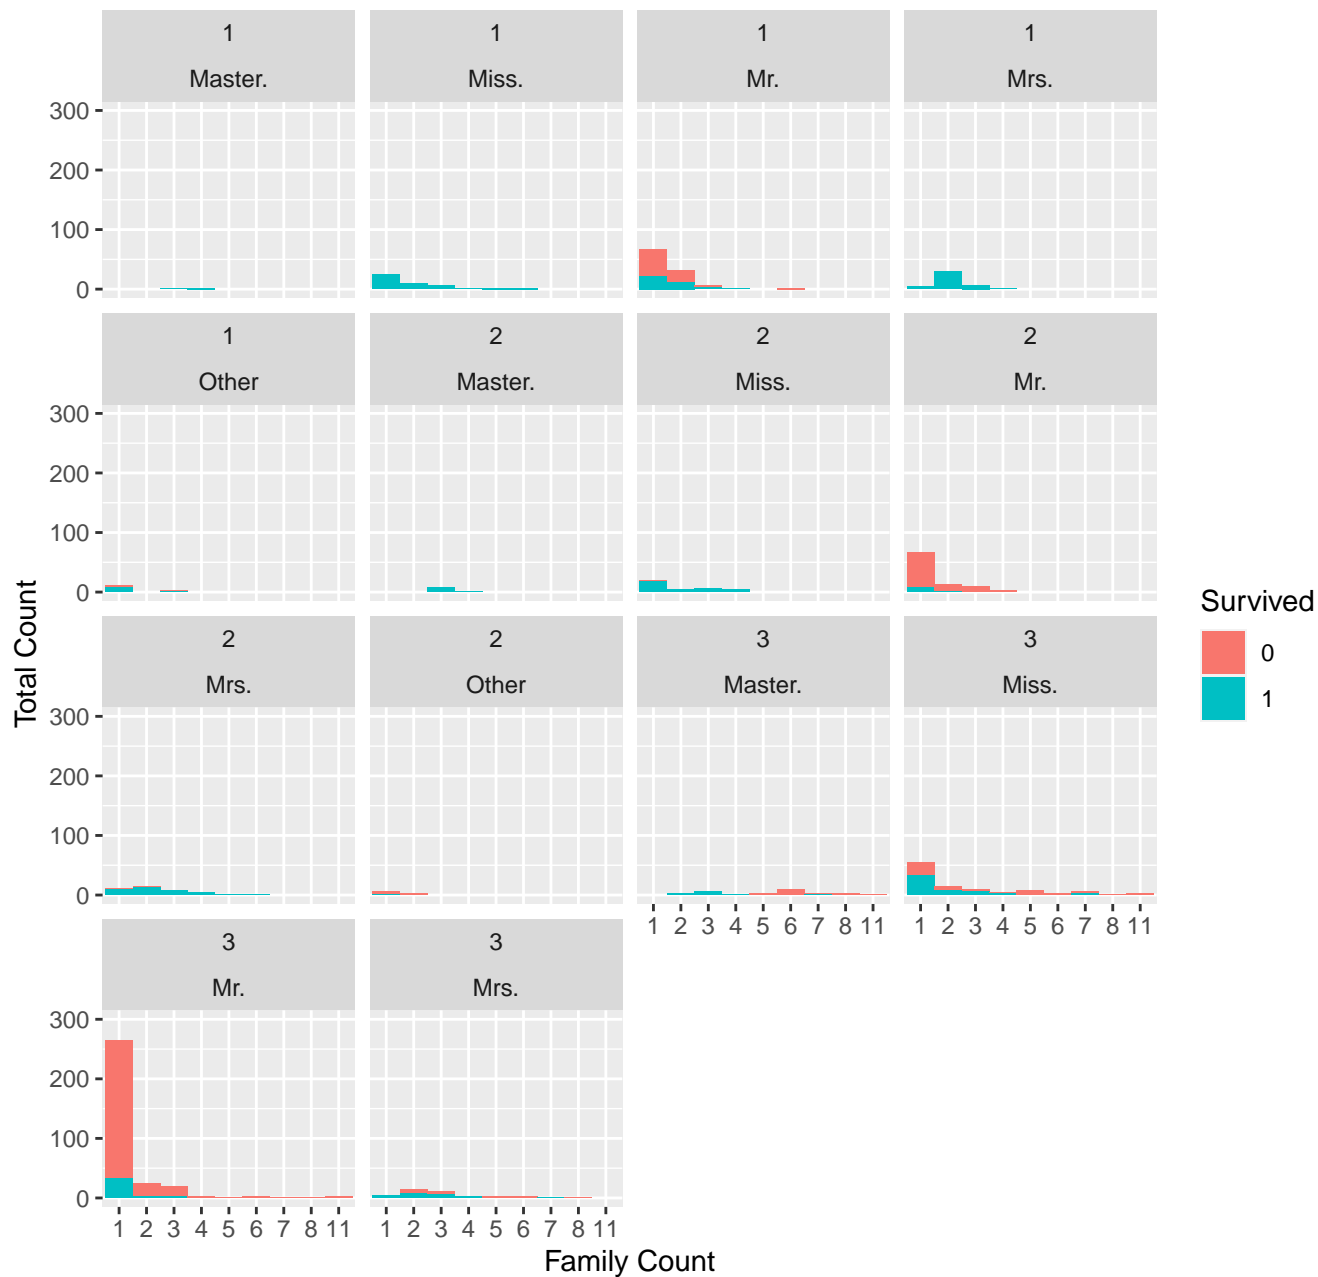 1 1 1 1
Master. Miss. Mr. Mrs.
300
200
100
0
1 2 2 2
Other Master. Miss. Mr.
300
200
100
0
2 2 3 3
Mrs. Other Master. Miss.
300
200
100
0
1 2 3 4 5 6 7 8 11 1 2 3 4 5 6 7 8 11
3 3
Mr. Mrs.
300
200
100
0
1 2 3 4 5 6 7 8 11 1 2 3 4 5 6 7 8 11
Family Count
Total Count
Survived
0
1